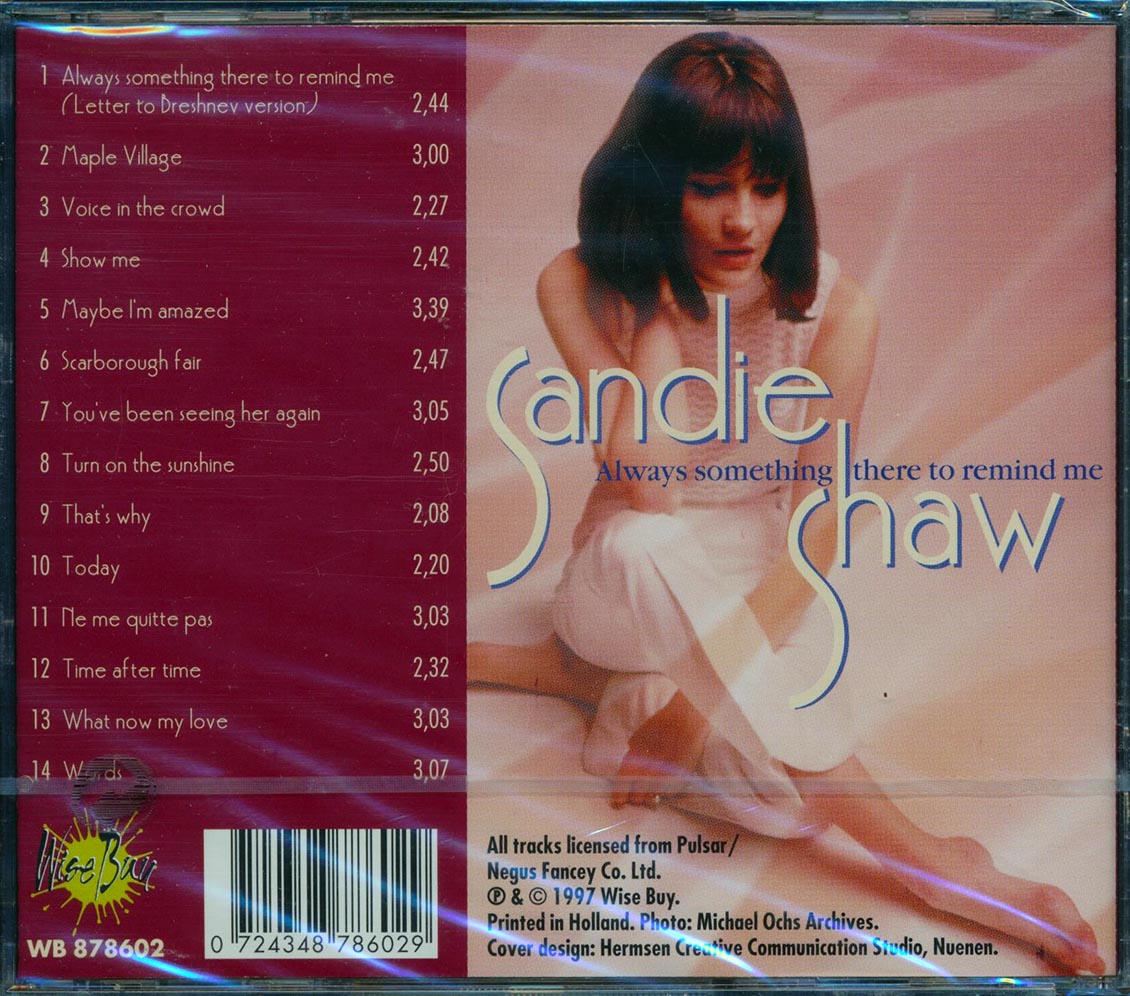 1 Always something there to remind me
(Letter to Breshnev version) 2,44
2 Maple Village 3,00
3 Voice in the crowd 2,27
4 Show me 2,42
5 Maybe I'm amazed 3,39
6 Scarborough fair 2,47
7 You've been seeing her again 3,05
8 Turn on the sunshine 2,50
9 That's why 2,08
10 Today 2,20
11 Ne me quitte pas 3,03
12 Time after time 2,32
13 What now my love 3,03
14 Words 3,07
Wise Buy
WB 878602
0 724348 786029
Sandie
Always something there to remind me
Shaw
All tracks licensed from Pulsar/
Negus Fancey Co. Ltd.
℗ & © 1997 Wise Buy.
Printed in Holland. Photo: Michael Ochs Archives.
Cover design: Hermsen Creative Communication Studio, Nuenen.